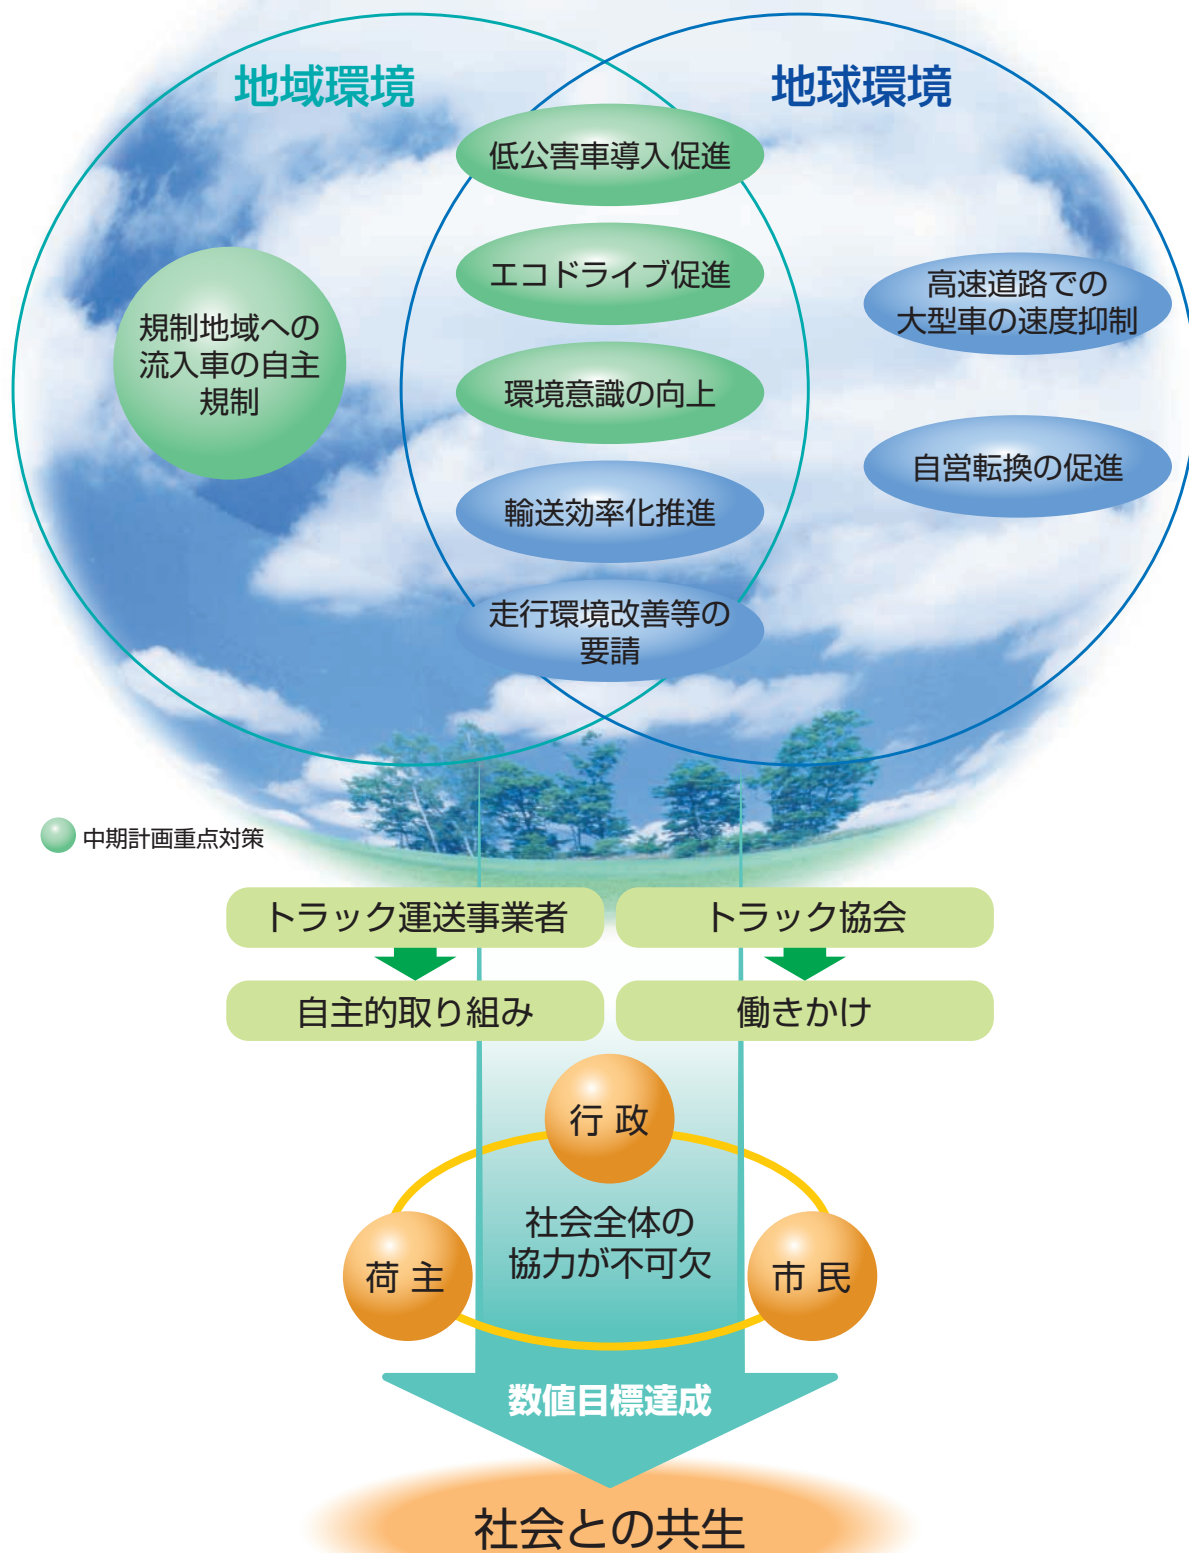 地域環境
地球環境
低公害車導入促進
エコドライブ促進
環境意識の向上
輸送効率化推進
走行環境改善等の
要請
規制地域への
流入車の自主
規制
高速道路での
大型車の速度抑制
自営転換の促進
中期計画重点対策
トラック運送事業者
トラック協会
自主的取り組み
働きかけ
行 政
社会全体の
協力が不可欠
荷 主
市 民
数値目標達成
社会との共生